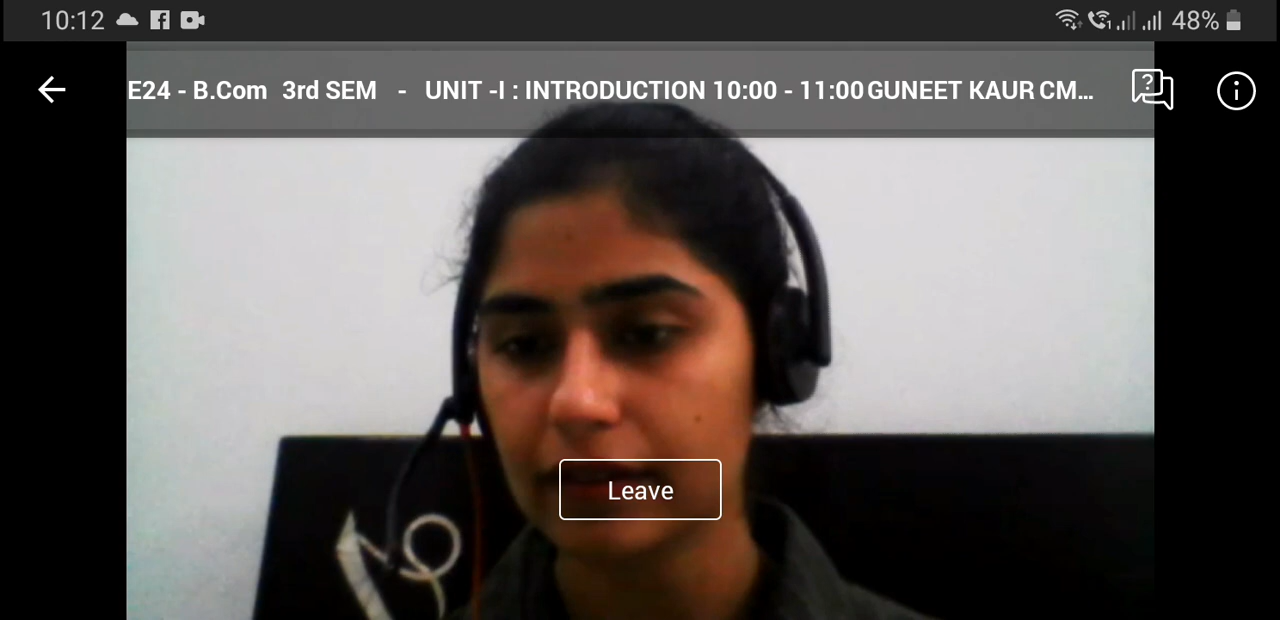 10:12 48%
E24 - B.Com 3rd SEM - UNIT -I : INTRODUCTION 10:00 - 11:00 GUNEET KAUR CM...
Leave